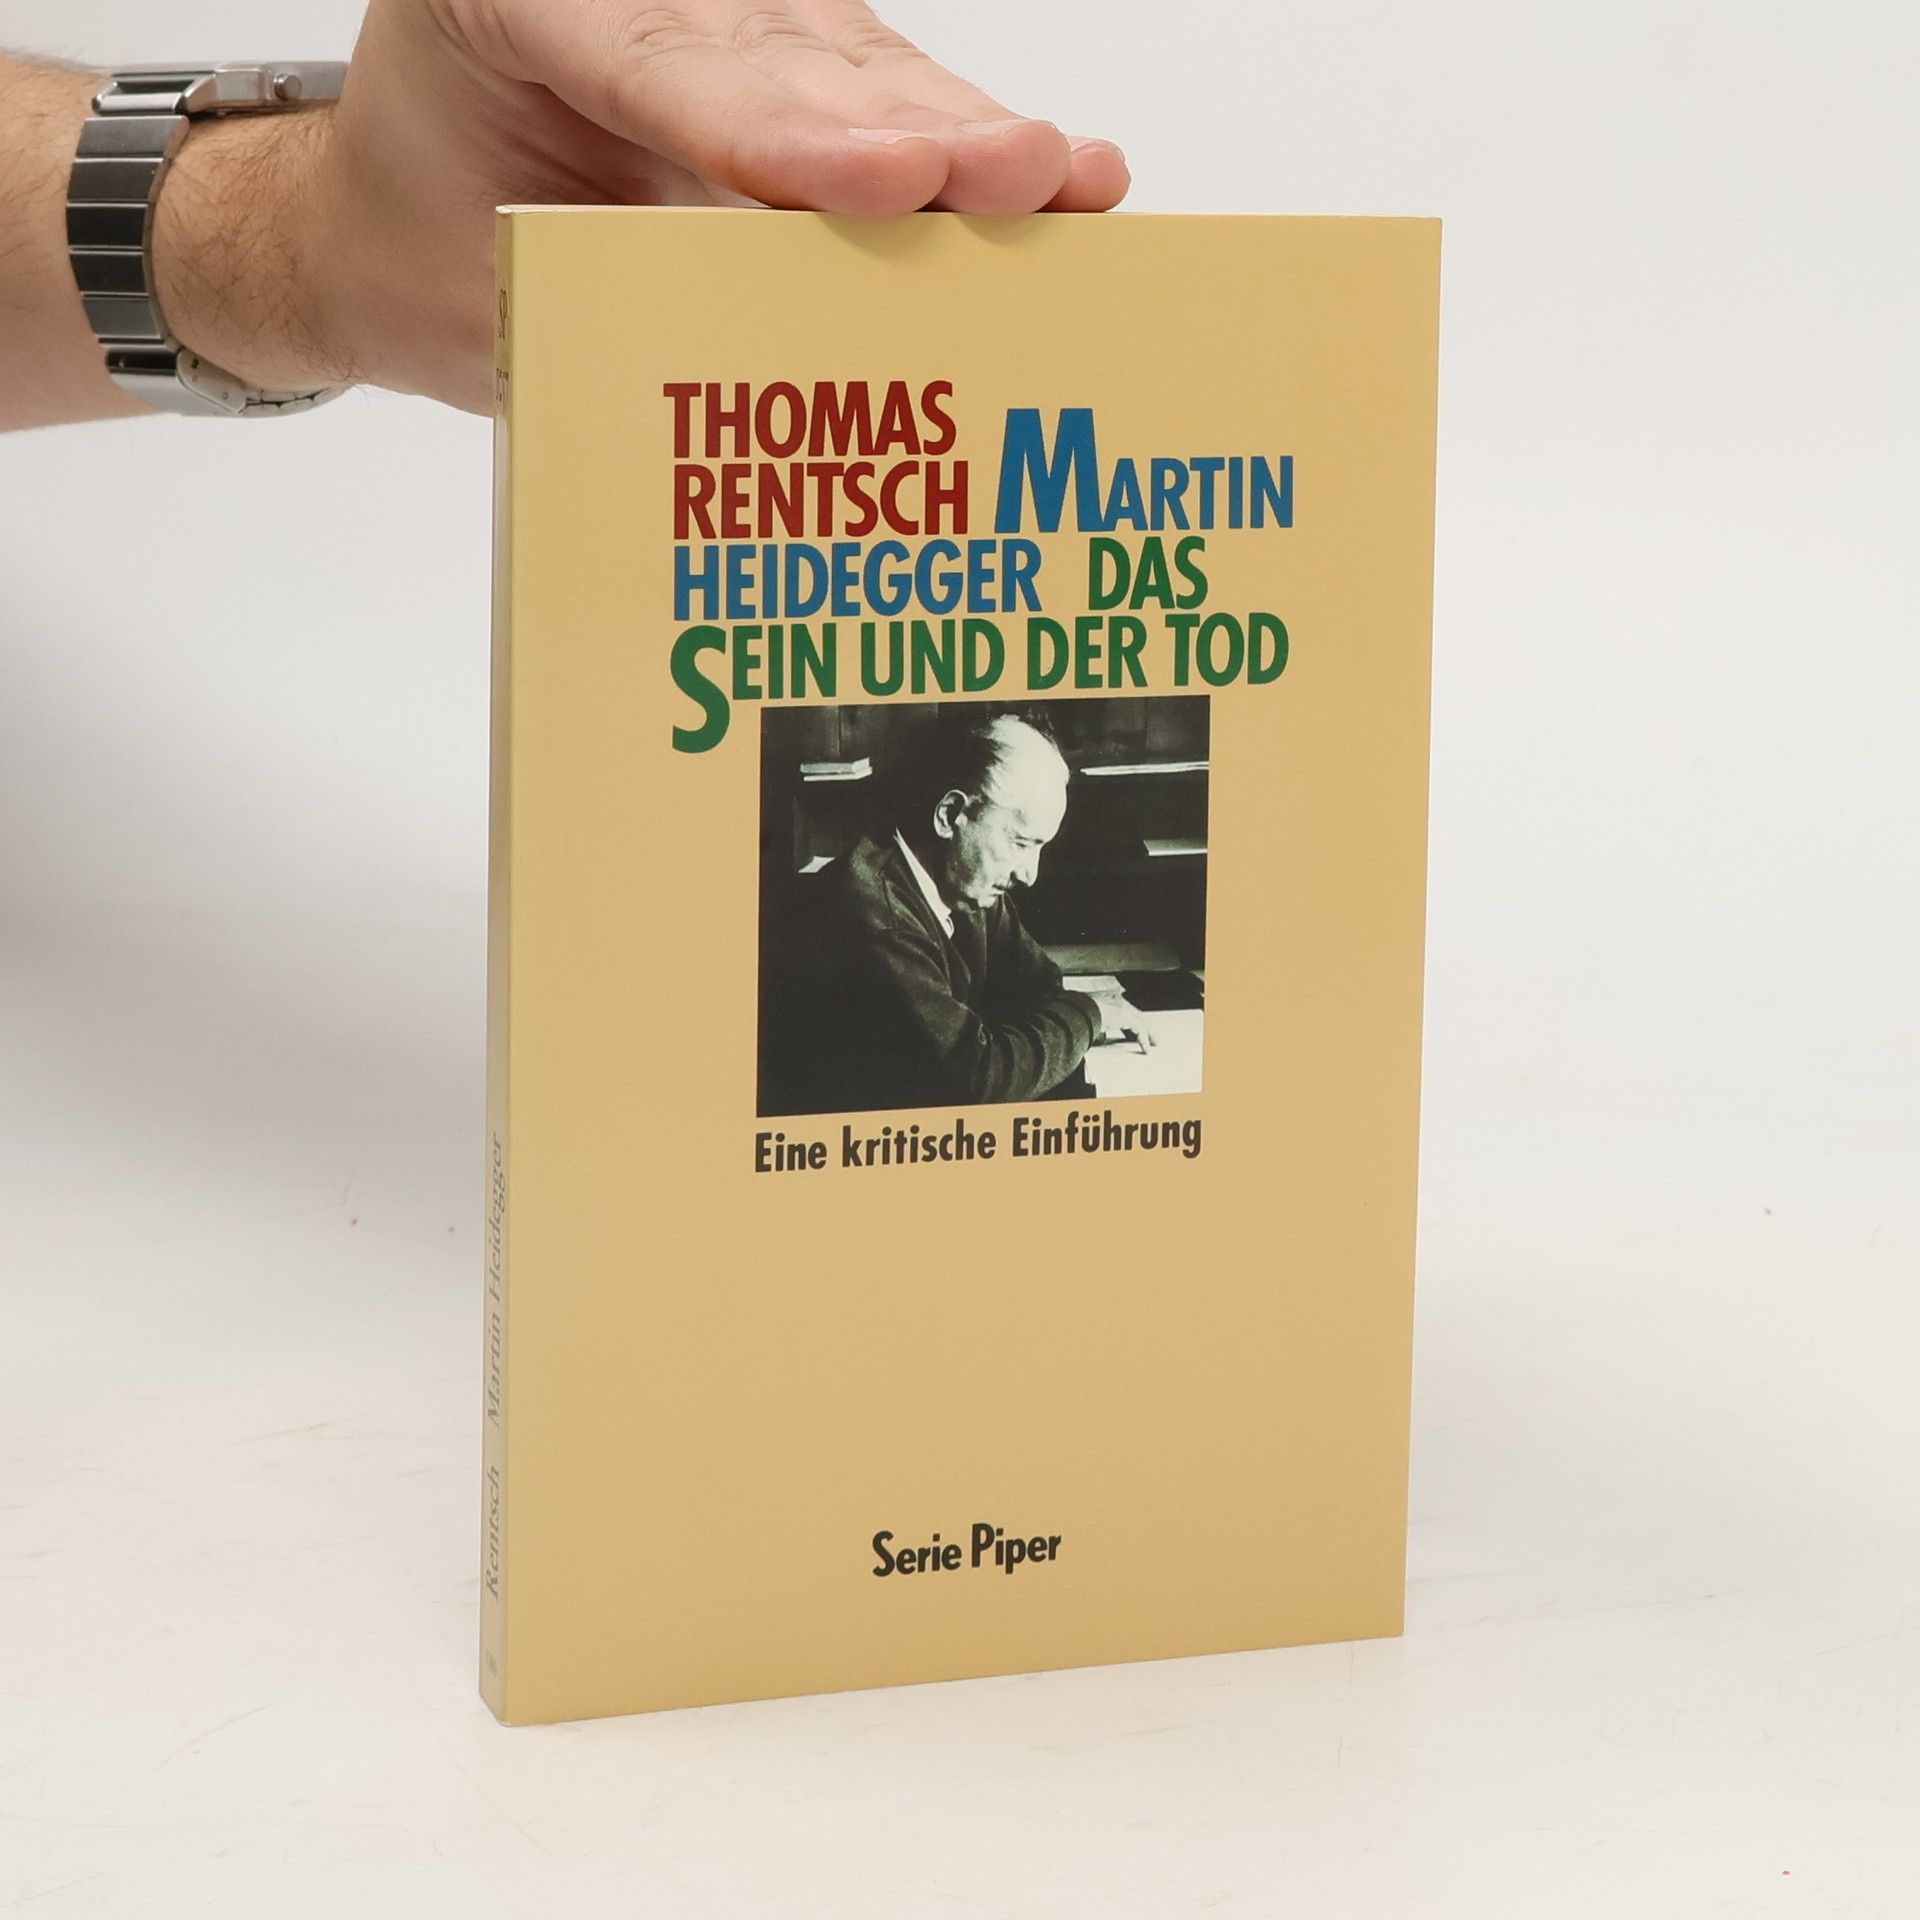 THOMAS
RENTSCH MARTIN
HEIDEGGER DAS
SEIN UND DER TOD
Eine kritische Einführung
Serie Piper
Rentsch Martin Heidegger
SP